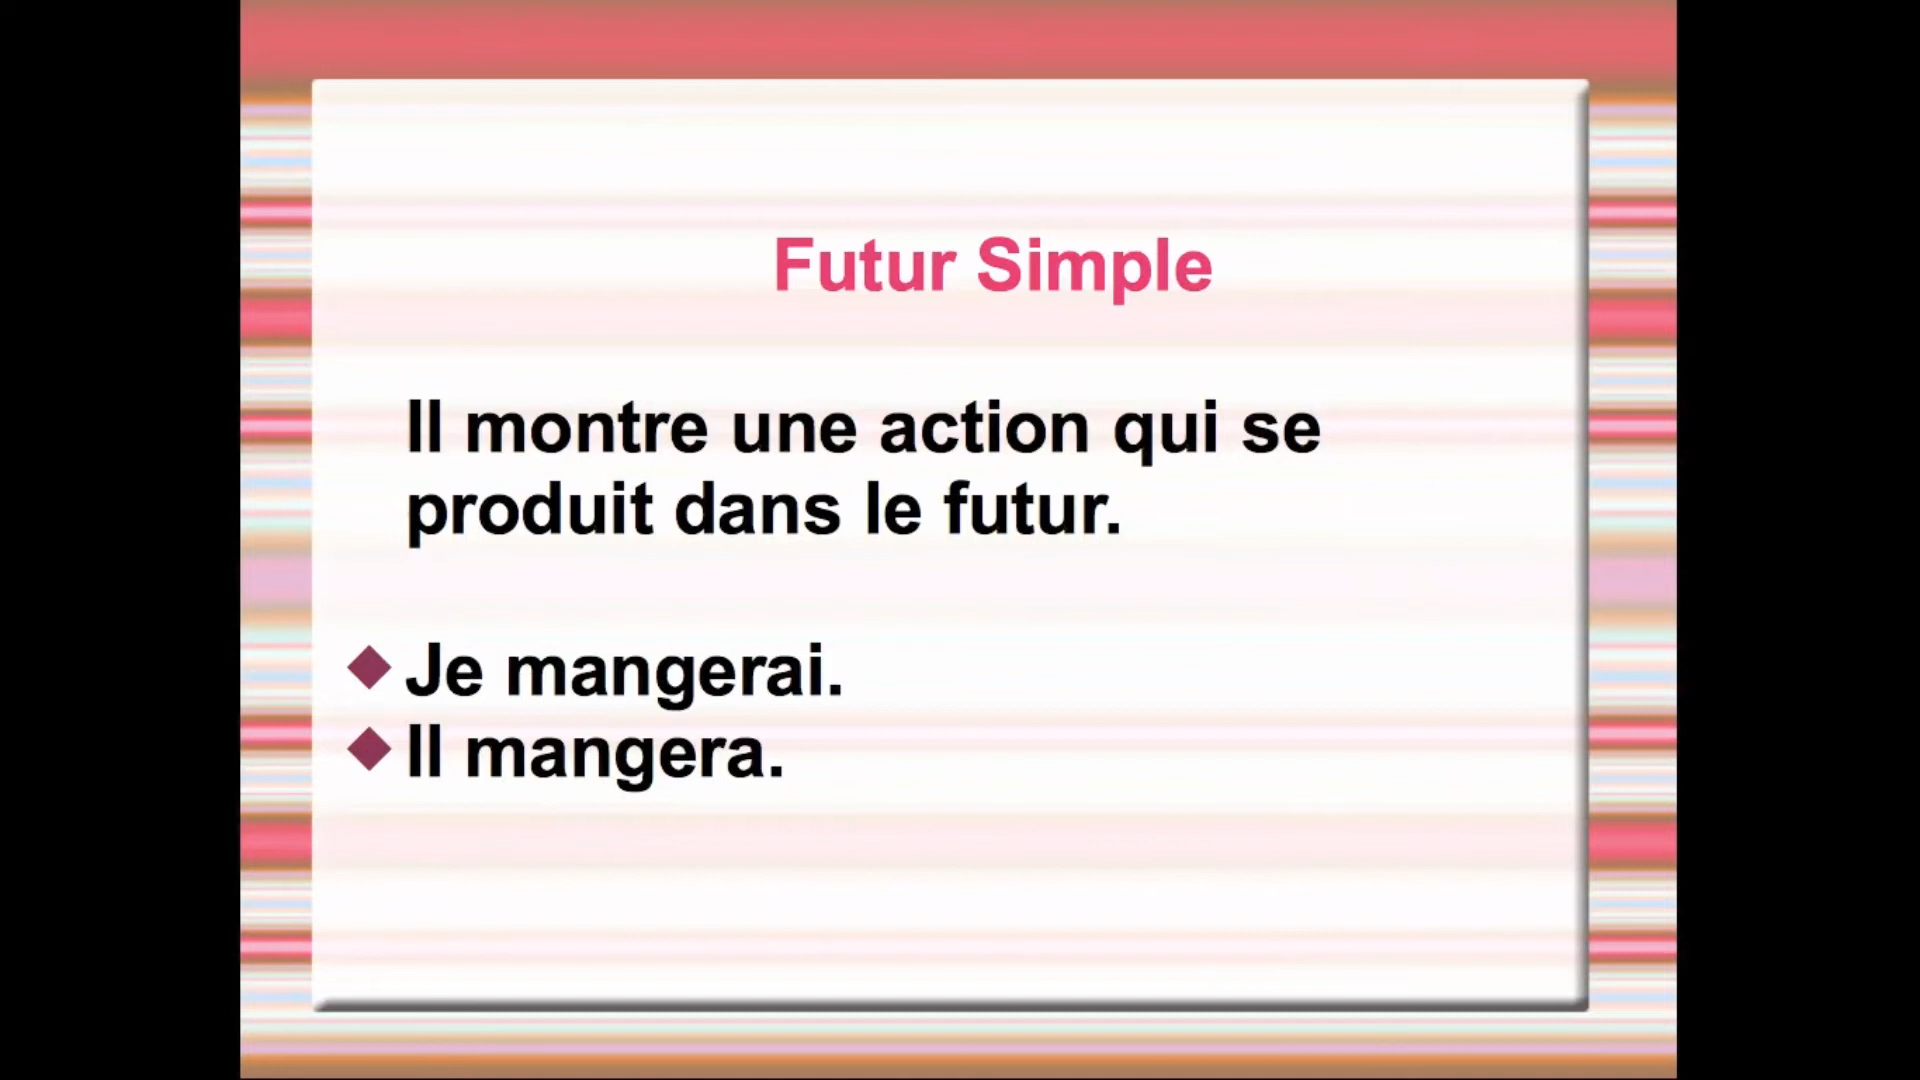 Futur Simple
Il montre une action qui se
produit dans le futur.
Je mangerai.
Il mangera.